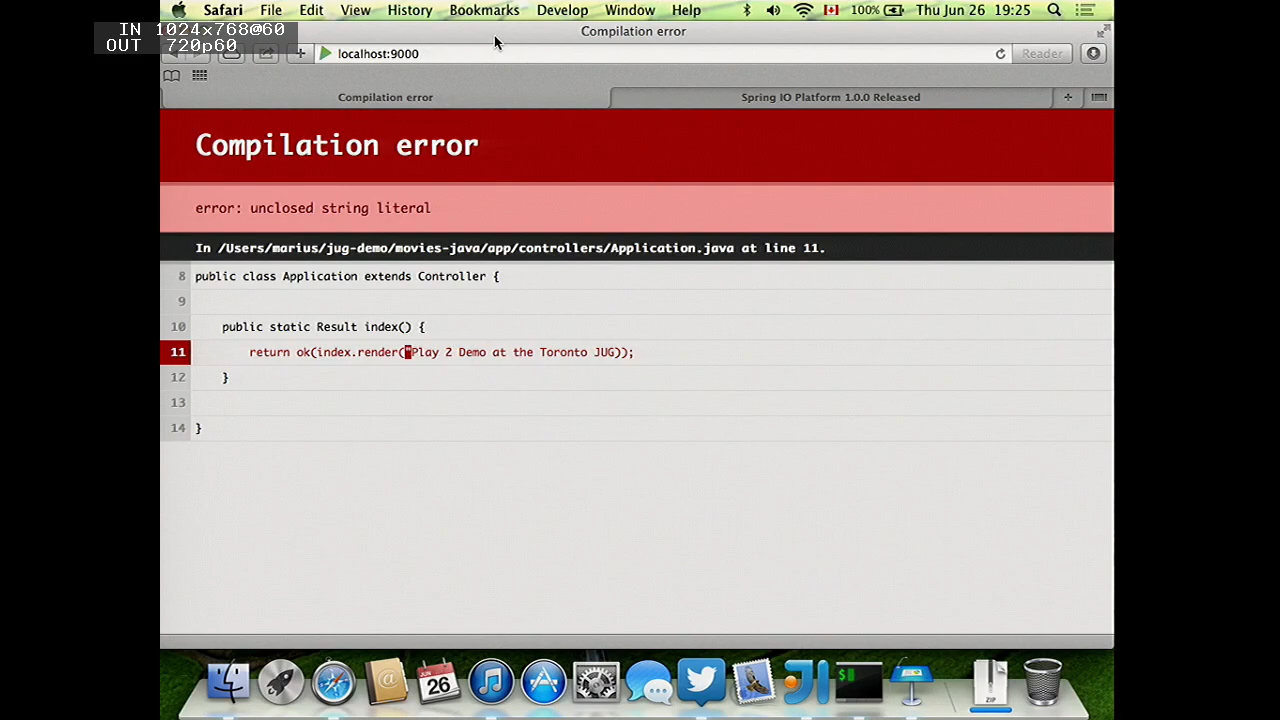 Safari File Edit View History Bookmarks Develop Window Help 100% Thu Jun 26 19:25
IN 1024x768@60
OUT 720p60
Compilation error
localhost:9000
Reader
Compilation error
Spring IO Platform 1.0.0 Released
Compilation error
error: unclosed string literal
In /Users/marius/jug-demo/movies-java/app/controllers/Application.java at line 11.
8 public class Application extends Controller {
9
10 public static Result index() {
11 return ok(index.render("Play 2 Demo at the Toronto JUG));
12 }
13
14 }
JUN
26
$
ZIP